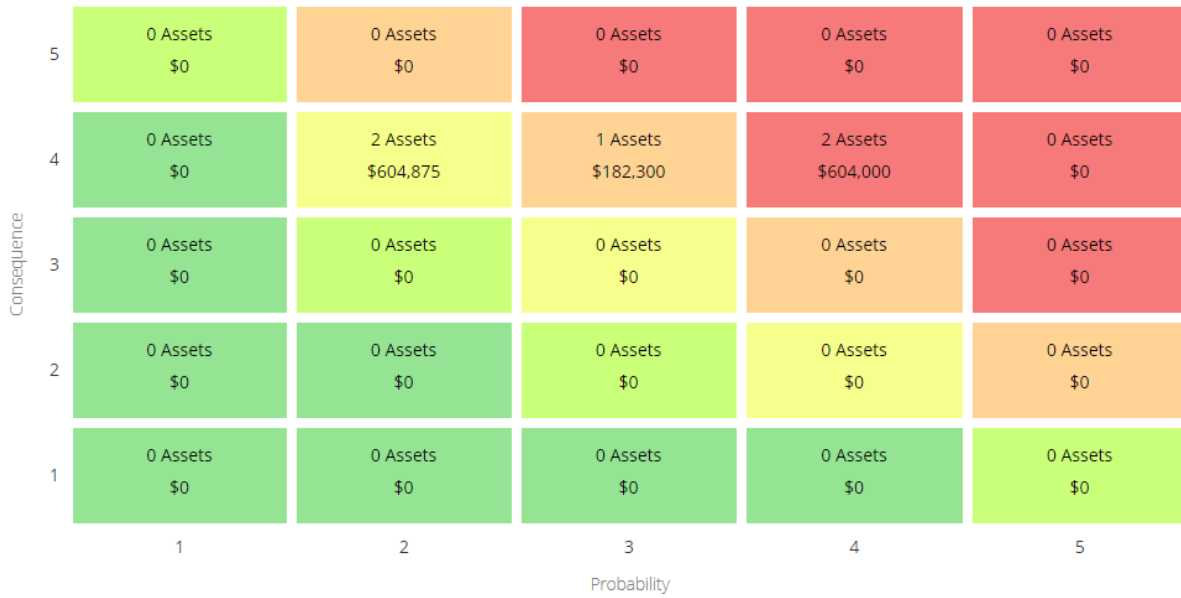 5
0 Assets
$0
0 Assets
$0
0 Assets
$0
0 Assets
$0
0 Assets
$0
4
0 Assets
$0
2 Assets
$604,875
1 Assets
$182,300
2 Assets
$604,000
0 Assets
$0
Consequence
3
0 Assets
$0
0 Assets
$0
0 Assets
$0
0 Assets
$0
0 Assets
$0
2
0 Assets
$0
0 Assets
$0
0 Assets
$0
0 Assets
$0
0 Assets
$0
1
0 Assets
$0
0 Assets
$0
0 Assets
$0
0 Assets
$0
0 Assets
$0
1
2
3
4
5
Probability